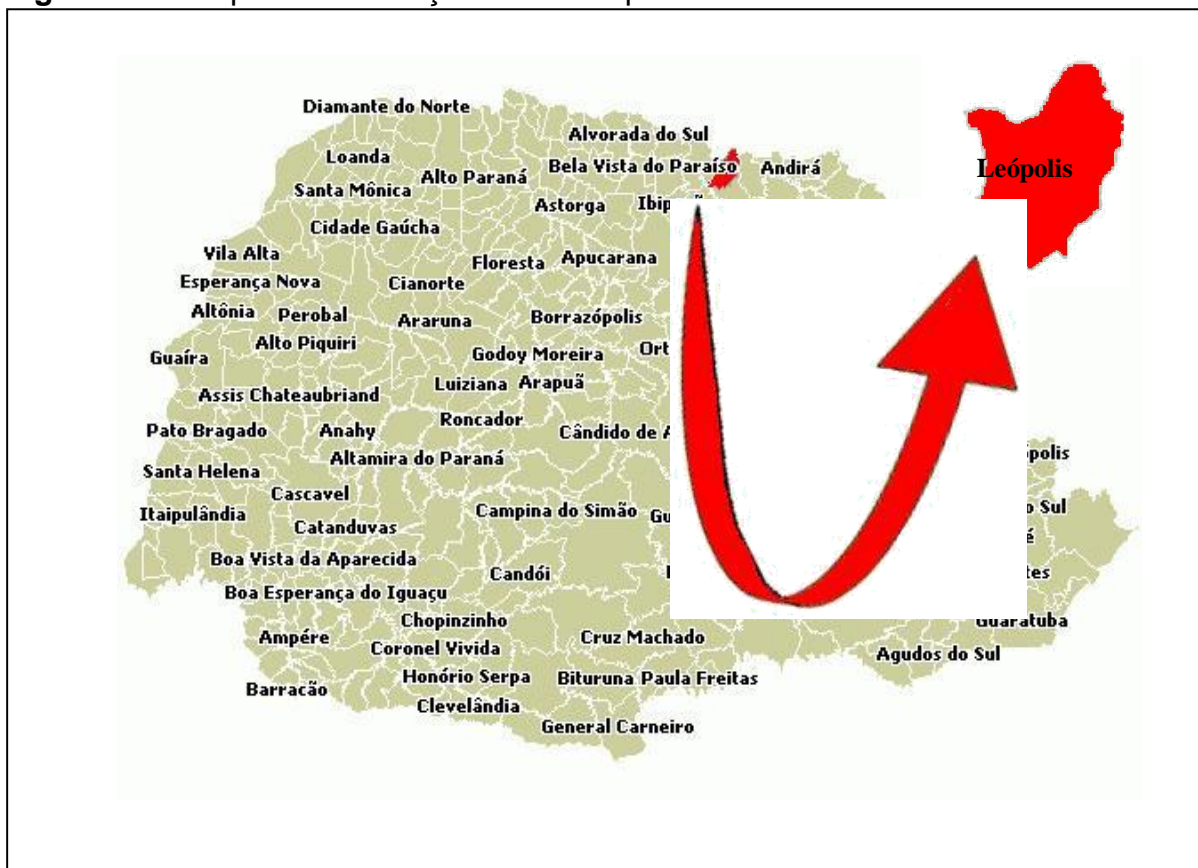 Diamante do Norte
Alvorada do Sul
Loanda
Alto Paraná
Bela Vista do Paraíso
Andirá
Leópolis
Santa Mônica
Astorga
Cidade Gaúcha
Vila Alta
Floresta
Apucarana
Esperança Nova
Cianorte
Altônia
Perobal
Araruna
Borrazópolis
Alto Piquiri
Guaíra
Godoy Moreira
Assis Chateaubriand
Luiziana
Arapuã
Pato Bragado
Anahy
Roncador
Cândido de
Santa Helena
Altamira do Paraná
Cascavel
Itaipulândia
Catanduvas
Campina do Simão
Sul
Boa Vista da Aparecida
Candói
Boa Esperança do Iguaçu
Chopinzinho
Guaratuba
Ampére
Coronel Vivida
Cruz Machado
Agudos do Sul
Barracão
Honório Serpa
Bituruna
Paula Freitas
Clevelândia
General Carneiro